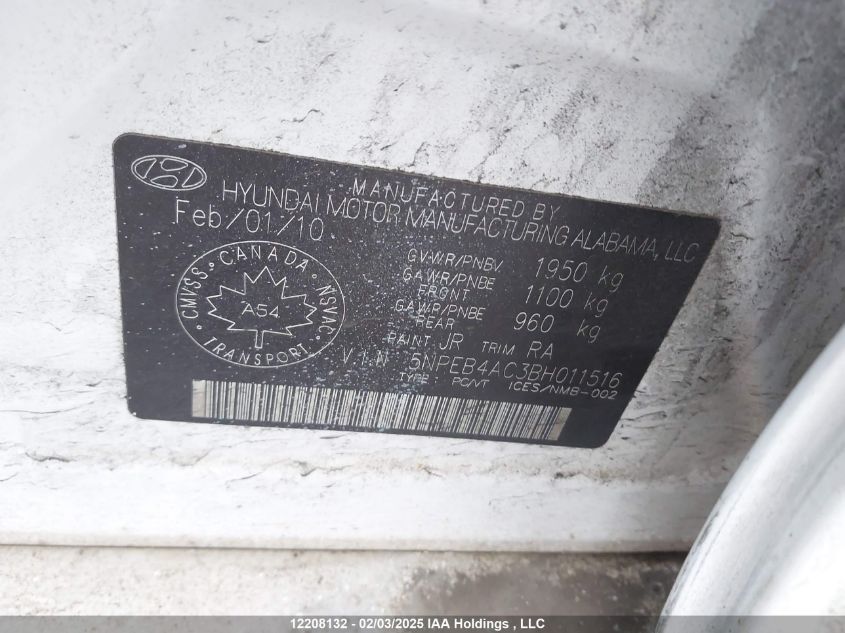 MANUFACTURED BY
HYUNDAI MOTOR MANUFACTURING ALABAMA, LLC
Feb/01/10
GVWR/PNBV 1950 kg
GAWR/PNBE FRONT 1100 kg
GAWR/PNBE REAR 960 kg
PAINT JR TRIM RA
CMVSS · CANADA · NSVAC
A54
TRANSPORT
V I N 5NPEB4AC3BH011516
TYPE PC/VT ICES/NMB-002
12208132 - 02/03/2025 IAA Holdings , LLC